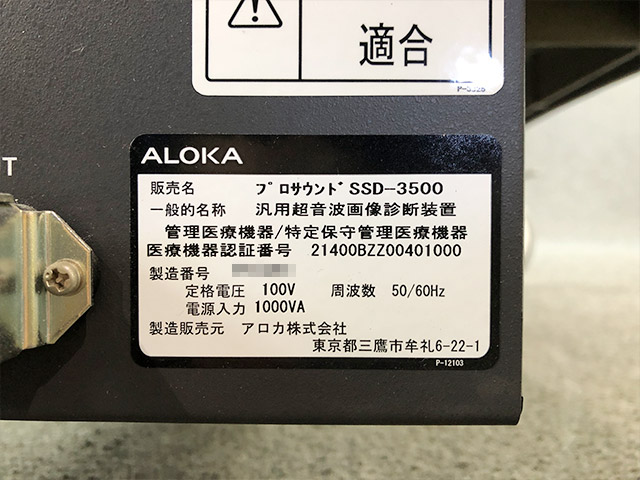 適合
P-5326
T
ALOKA
販売名 プロサウンド SSD-3500
一般的名称 汎用超音波画像診断装置
管理医療機器/特定保守管理医療機器
医療機器認証番号 21400BZZ00401000
製造番号
定格電圧 100V 周波数 50/60Hz
電源入力 1000VA
製造販売元 アロカ株式会社
東京都三鷹市牟礼6-22-1
P-12103